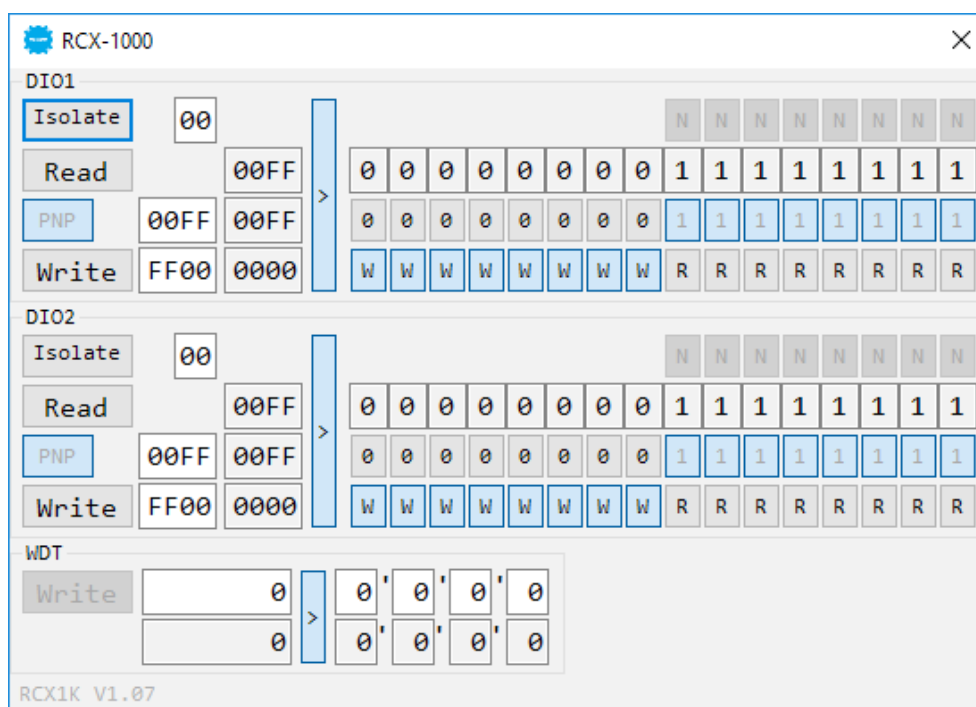 RCX-1000
DIO1
Isolate 00 N N N N N N N N
Read 00FF 0 0 0 0 0 0 0 0 1 1 1 1 1 1 1 1
>
PNP 00FF 00FF 0 0 0 0 0 0 0 0 1 1 1 1 1 1 1 1
Write FF00 0000 W W W W W W W W R R R R R R R R
DIO2
Isolate 00 N N N N N N N N
Read 00FF 0 0 0 0 0 0 0 0 1 1 1 1 1 1 1 1
>
PNP 00FF 00FF 0 0 0 0 0 0 0 0 1 1 1 1 1 1 1 1
Write FF00 0000 W W W W W W W W R R R R R R R R
WDT
Write 0 0 ' 0 ' 0 ' 0
>
0 0 ' 0 ' 0 ' 0
RCX1K V1.07